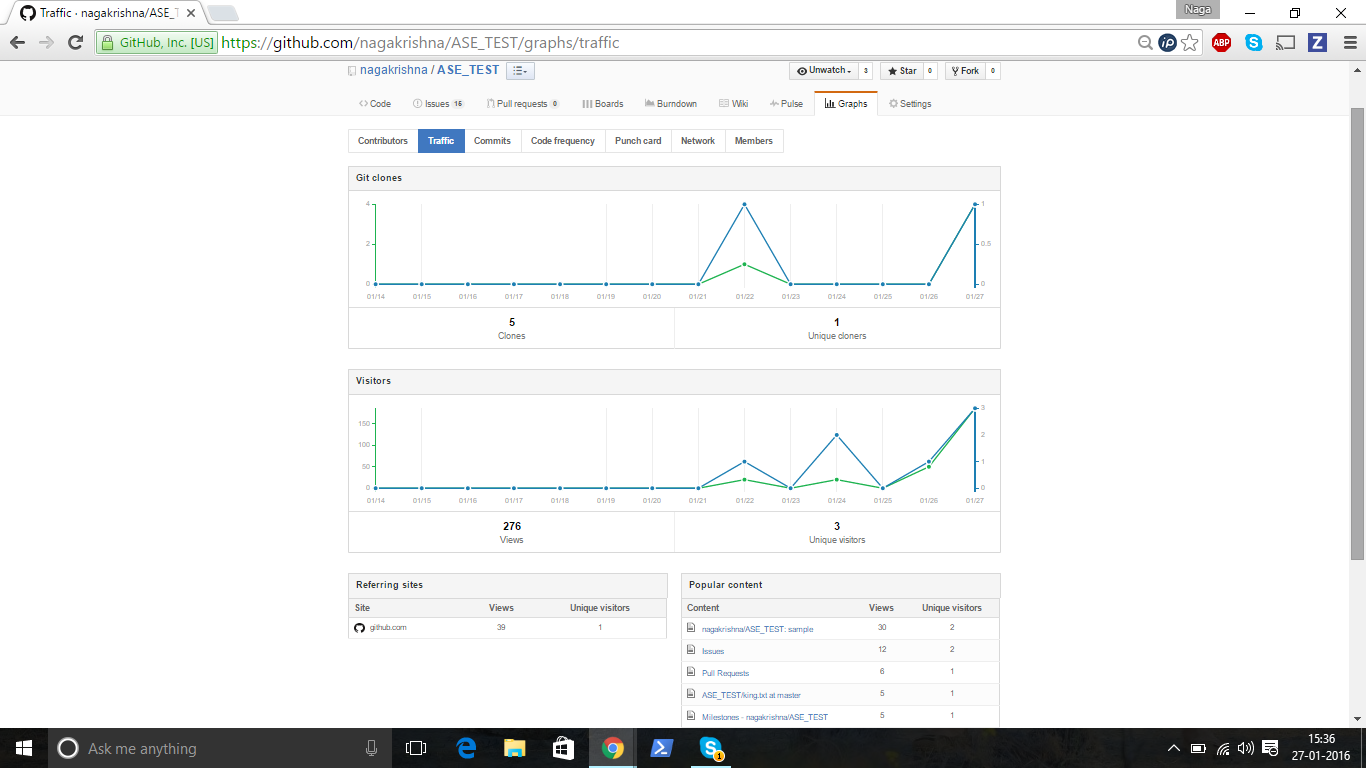 Traffic · nagakrishna/ASE_T
Naga
GitHub, Inc. [US] https://github.com/nagakrishna/ASE_TEST/graphs/traffic
ip ABP S Z
nagakrishna / ASE_TEST
Unwatch 3 Star 0 Fork 0
Code Issues 16 Pull requests 0 Boards Burndown Wiki Pulse Graphs Settings
Contributors Traffic Commits Code frequency Punch card Network Members
Git clones
4 1
2 0.5
0 0
01/14 01/15 01/16 01/17 01/18 01/19 01/20 01/21 01/22 01/23 01/24 01/25 01/26 01/27
5 1
Clones Unique cloners
Visitors
3
150
2
100
50 1
0 0
01/14 01/15 01/16 01/17 01/18 01/19 01/20 01/21 01/22 01/23 01/24 01/25 01/26 01/27
276 3
Views Unique visitors
Referring sites
Site Views Unique visitors
github.com 39 1
Popular content
Content Views Unique visitors
nagakrishna/ASE_TEST: sample 30 2
Issues 12 2
Pull Requests 6 1
ASE_TEST/king.txt at master 5 1
Milestones - nagakrishna/ASE_TEST 5 1
Ask me anything
1
15:36
27-01-2016